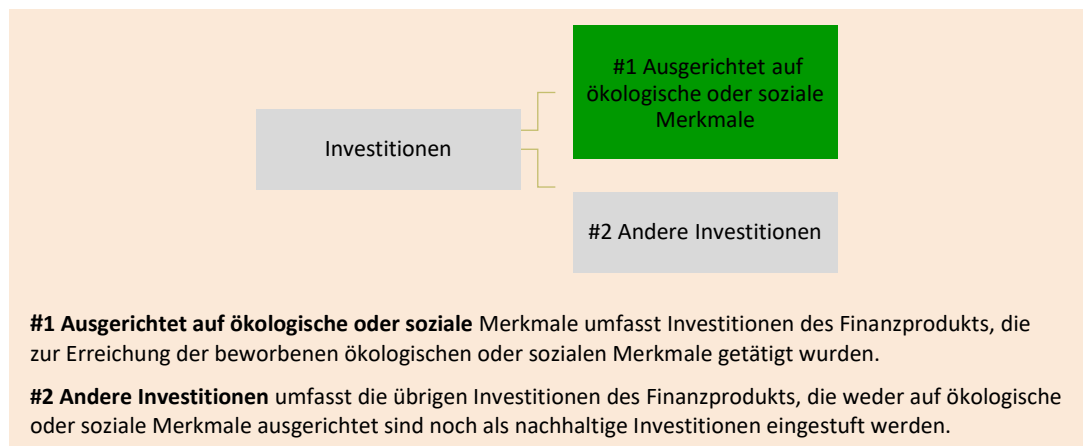 #1 Ausgerichtet auf
ökologische oder soziale
Merkmale
Investitionen
#2 Andere Investitionen
#1 Ausgerichtet auf ökologische oder soziale Merkmale umfasst Investitionen des Finanzprodukts, die
zur Erreichung der beworbenen ökologischen oder sozialen Merkmale getätigt wurden.
#2 Andere Investitionen umfasst die übrigen Investitionen des Finanzprodukts, die weder auf ökologische
oder soziale Merkmale ausgerichtet sind noch als nachhaltige Investitionen eingestuft werden.